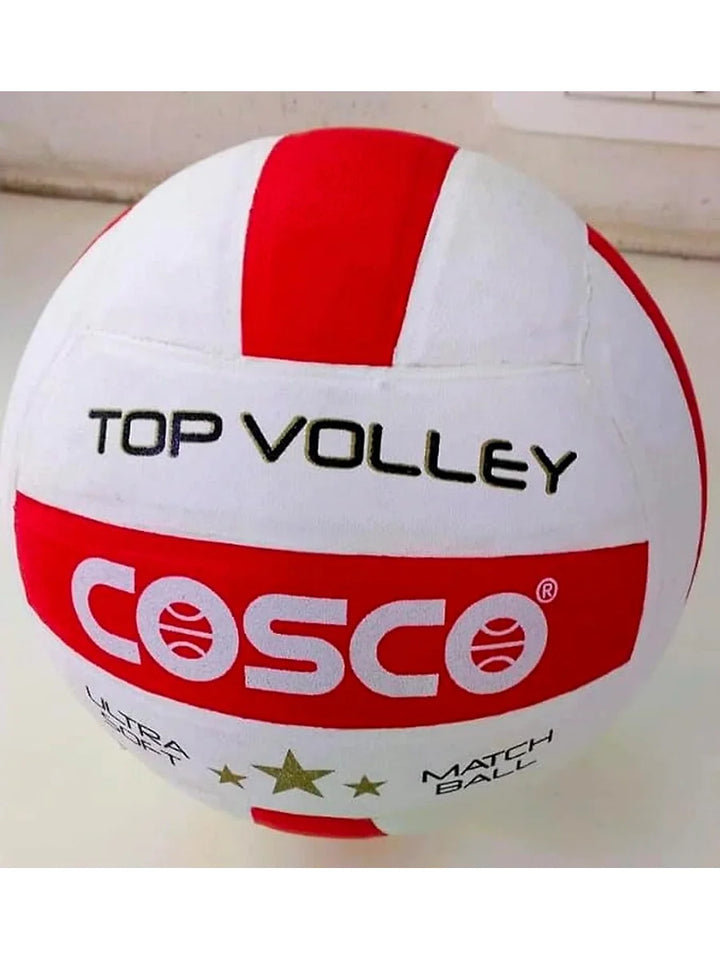 TOP VOLLEY
COSCO®
ULTRA
SOFT
MATCH
BALL